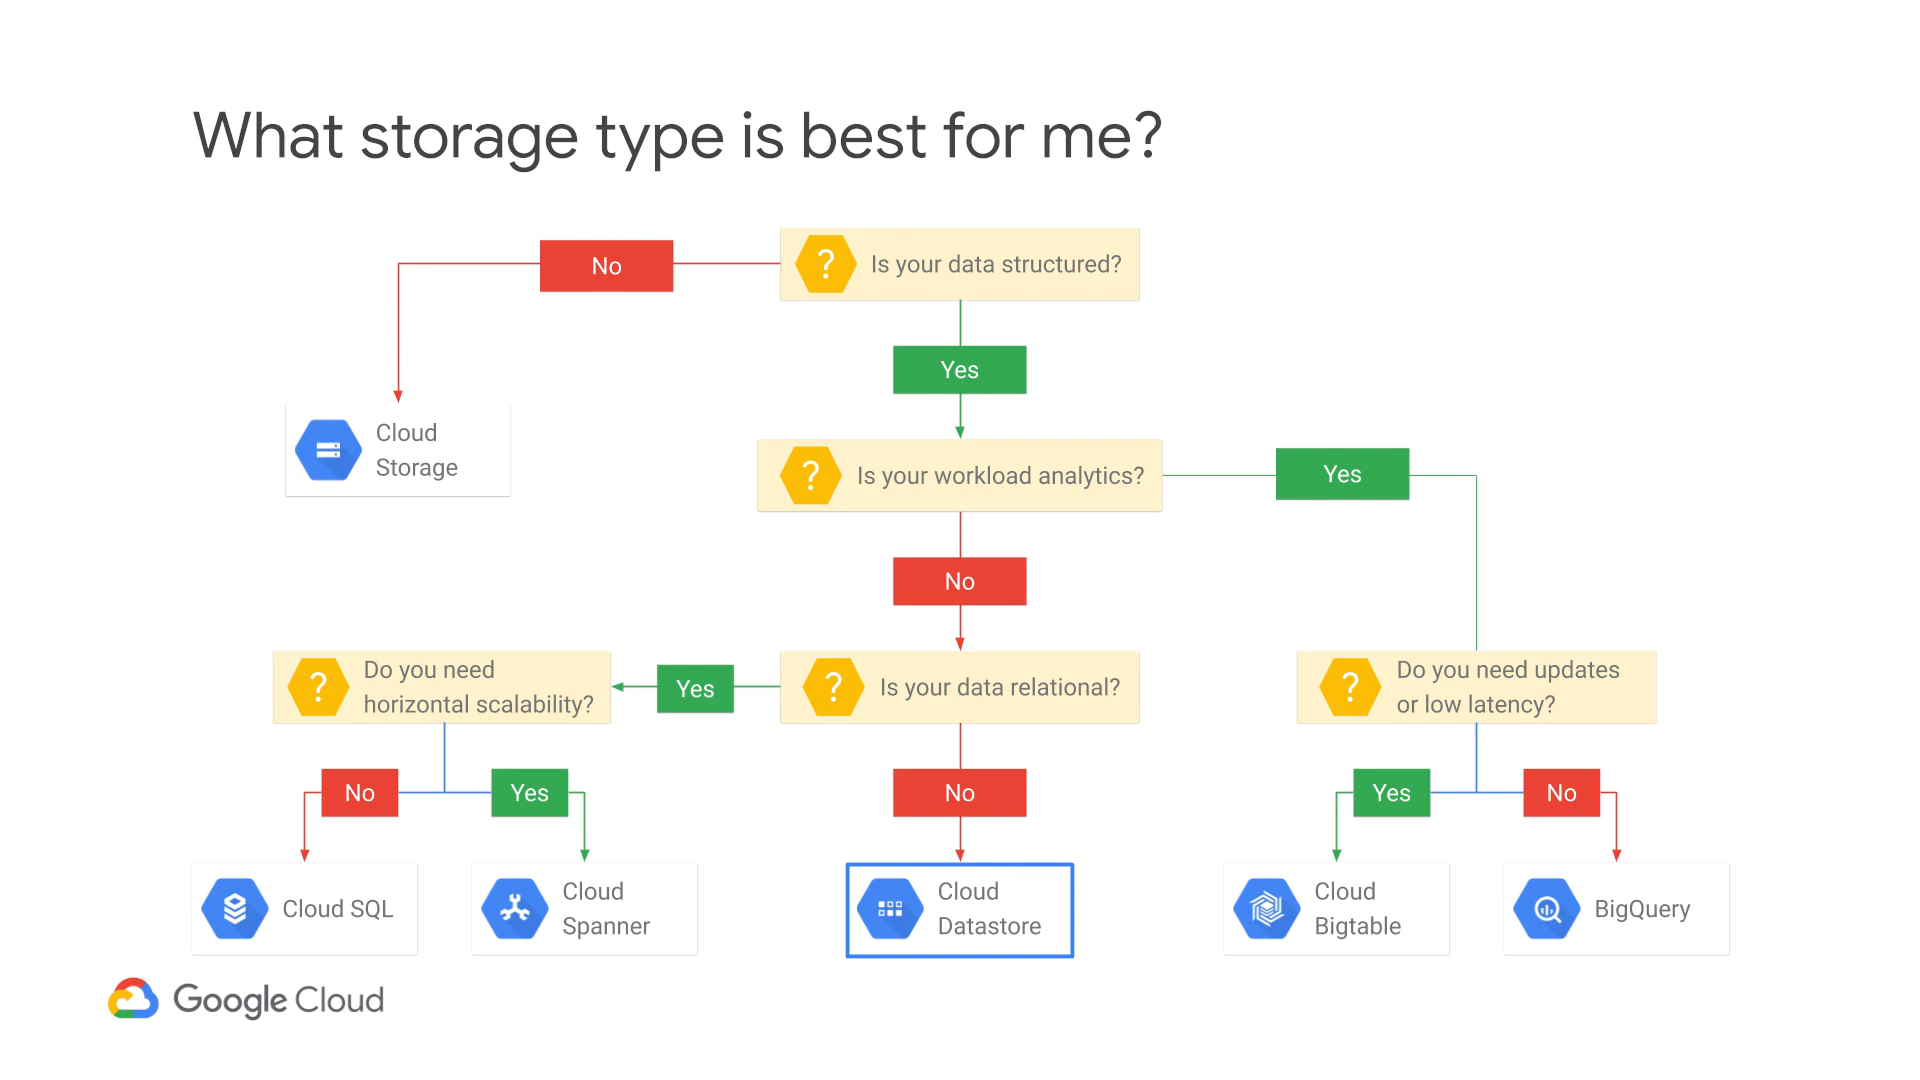 What storage type is best for me?
No
? Is your data structured?
Yes
Cloud
Storage
? Is your workload analytics?
Yes
No
? Do you need
horizontal scalability?
Yes
? Is your data relational?
? Do you need updates
or low latency?
No
Yes
No
Yes
No
Cloud SQL
Cloud
Spanner
Cloud
Datastore
Cloud
Bigtable
BigQuery
Google Cloud